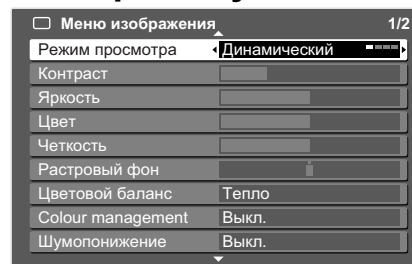 Меню изображения 1/2
Режим просмотра Динамический
Контраст
Яркость
Цвет
Четкость
Растровый фон
Цветовой баланс Тепло
Colour management Выкл.
Шумопонижение Выкл.